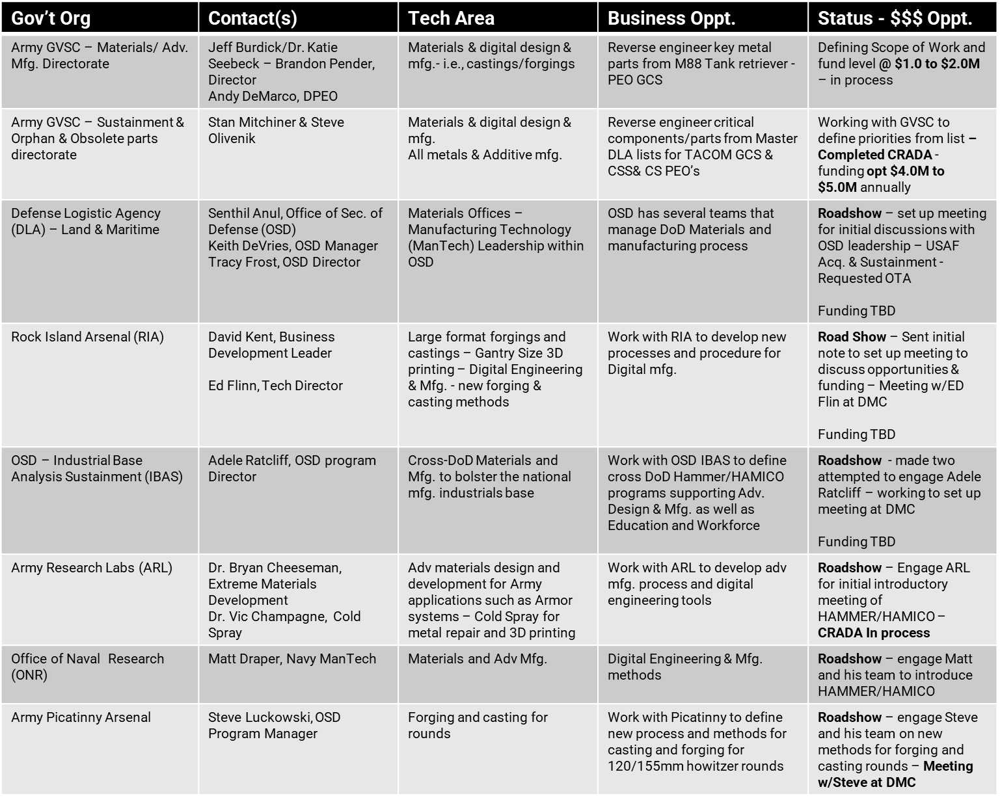 Gov't Org
Contact(s)
Tech Area
Business Oppt.
Status - $$$ Oppt.
Army GVSC – Materials/ Adv.
Mfg. Directorate
Jeff Burdick/Dr. Katie
Seebeck – Brandon Pender,
Director
Andy DeMarco, DPEO
Materials & digital design &
mfg.- i.e., castings/forgings
Reverse engineer key metal
parts from M88 Tank retriever -
PEO GCS
Defining Scope of Work and
fund level @ $1.0 to $2.0M
– in process
Army GVSC – Sustainment &
Orphan & Obsolete parts
directorate
Stan Mitchiner & Steve
Olivenik
Materials & digital design &
mfg.
All metals & Additive mfg.
Reverse engineer critical
components/parts from Master
DLA lists for TACOM GCS &
CSS& CS PEO's
Working with GVSC to
define priorities from list –
Completed CRADA -
funding opt $4.0M to
$5.0M annually
Defense Logistic Agency
(DLA) – Land & Maritime
Senthil Anul, Office of Sec. of
Defense (OSD)
Keith DeVries, OSD Manager
Tracy Frost, OSD Director
Materials Offices –
Manufacturing Technology
(ManTech) Leadership within
OSD
OSD has several teams that
manage DoD Materials and
manufacturing process
Roadshow – set up meeting
for initial discussions with
OSD leadership – USAF
Acq. & Sustainment -
Requested OTA
Funding TBD
Rock Island Arsenal (RIA)
David Kent, Business
Development Leader
Ed Flinn, Tech Director
Large format forgings and
castings – Gantry Size 3D
printing – Digital Engineering
& Mfg. - new forging &
casting methods
Work with RIA to develop new
processes and procedure for
Digital mfg.
Road Show – Sent initial
note to set up meeting to
discuss opportunities &
funding – Meeting w/ED
Flin at DMC
Funding TBD
OSD – Industrial Base
Analysis Sustainment (IBAS)
Adele Ratcliff, OSD program
Director
Cross-DoD Materials and
Mfg. to bolster the national
mfg. industrials base
Work with OSD IBAS to define
cross DoD Hammer/HAMICO
programs supporting Adv.
Design & Mfg. as well as
Education and Workforce
Roadshow - made two
attempted to engage Adele
Ratcliff – working to set up
meeting at DMC
Funding TBD
Army Research Labs (ARL)
Dr. Bryan Cheeseman,
Extreme Materials
Development
Dr. Vic Champagne, Cold
Spray
Adv materials design and
development for Army
applications such as Armor
systems – Cold Spray for
metal repair and 3D printing
Work with ARL to develop adv
mfg. process and digital
engineering tools
Roadshow – Engage ARL
for initial introductory
meeting of
HAMMER/HAMICO –
CRADA In process
Office of Naval Research
(ONR)
Matt Draper, Navy ManTech
Materials and Adv Mfg.
Digital Engineering & Mfg.
methods
Roadshow – engage Matt
and his team to introduce
HAMMER/HAMICO
Army Picatinny Arsenal
Steve Luckowski, OSD
Program Manager
Forging and casting for
rounds
Work with Picatinny to define
new process and methods for
casting and forging for
120/155mm howitzer rounds
Roadshow – engage Steve
and his team on new
methods for forging and
casting rounds – Meeting
w/Steve at DMC